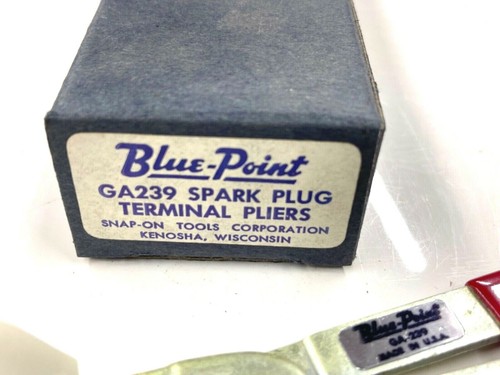 Blue-Point
GA239 SPARK PLUG
TERMINAL PLIERS
SNAP-ON TOOLS CORPORATION
KENOSHA, WISCONSIN
Blue-Point
GA-239
MADE IN U.S.A.